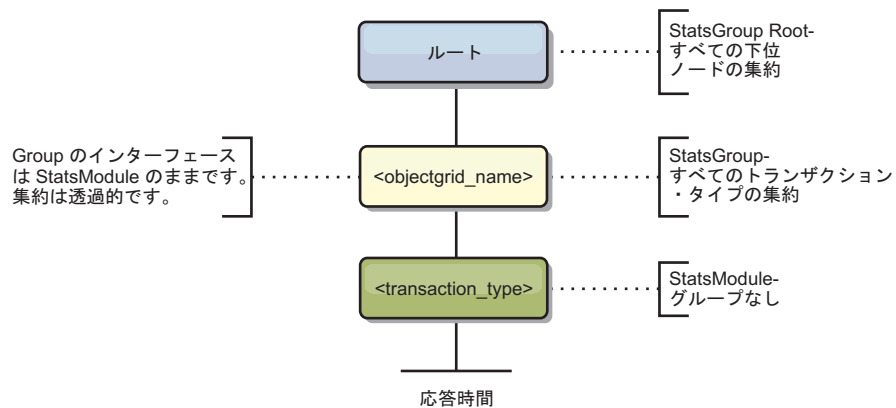 ルート
StatsGroup Root-
すべての下位
ノードの集約
Group のインターフェース
は StatsModule のままです。
集約は透過的です。
<objectgrid_name>
StatsGroup-
すべてのトランザクション
・タイプの集約
<transaction_type>
StatsModule-
グループなし
応答時間